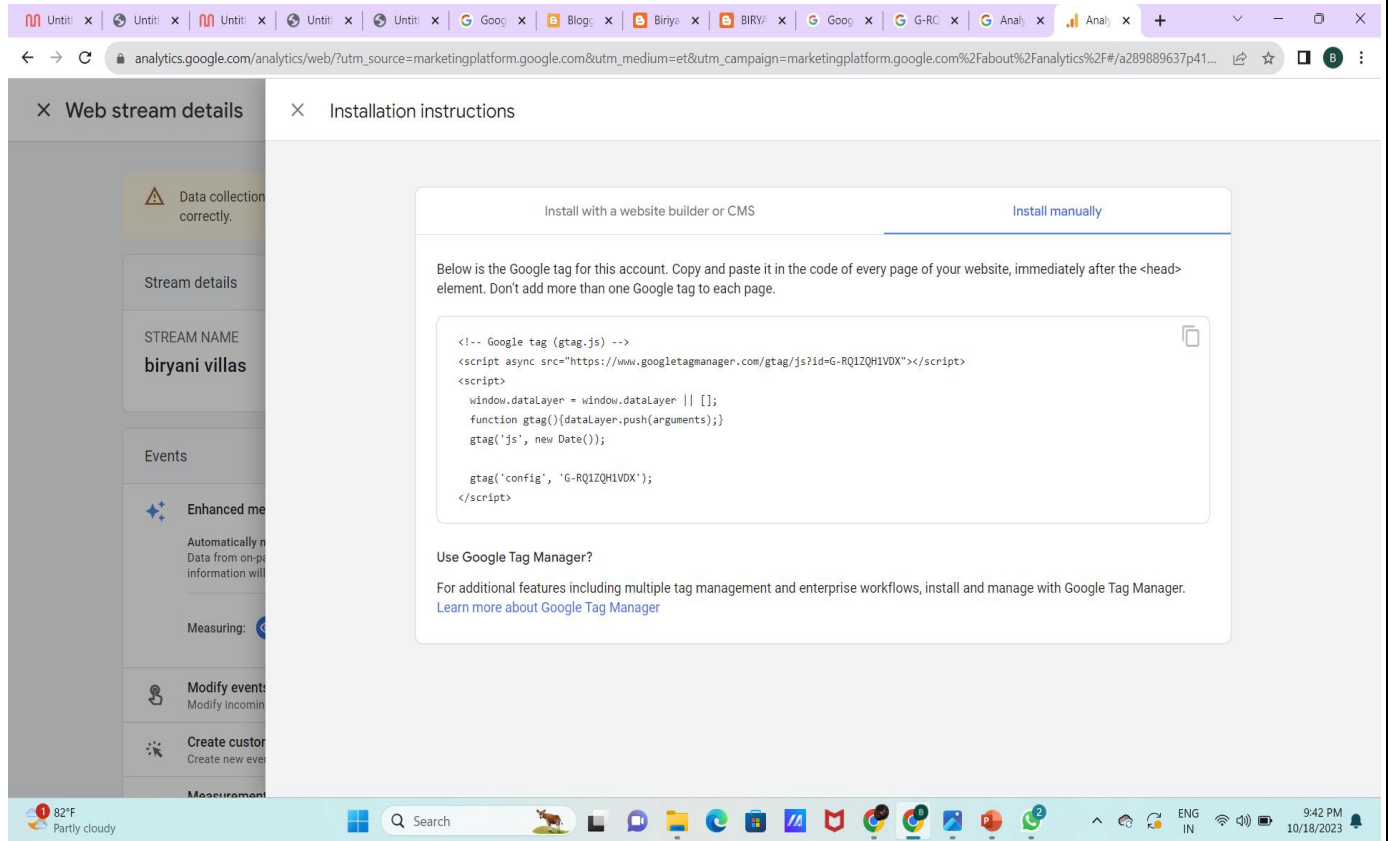 Untitl
Untitl
Untitl
Untitl
Untitl
Goog
Blogg
Biriya
BIRYA
Goog
G-RQ
Analy
Analy
analytics.google.com/analytics/web/?utm_source=marketingplatform.google.com&utm_medium=et&utm_campaign=marketingplatform.google.com%2Fabout%2Fanalytics%2F#/a289889637p41...
B
Web stream details
Installation instructions
Data collection
correctly.
Stream details
STREAM NAME
biryani villas
Events
Enhanced me
Automatically m
Data from on-pa
information will
Measuring:
Modify events
Modify incomin
Create custor
Create new eve
Measurement
Install with a website builder or CMS
Install manually
Below is the Google tag for this account. Copy and paste it in the code of every page of your website, immediately after the <head>
element. Don't add more than one Google tag to each page.
<!-- Google tag (gtag.js) -->
<script async src="https://www.googletagmanager.com/gtag/js?id=G-RQ1ZQH1VDX"></script>
<script>
window.dataLayer = window.dataLayer || [];
function gtag(){dataLayer.push(arguments);}
gtag('js', new Date());
gtag('config', 'G-RQ1ZQH1VDX');
</script>
Use Google Tag Manager?
For additional features including multiple tag management and enterprise workflows, install and manage with Google Tag Manager.
Learn more about Google Tag Manager
1
82°F
Partly cloudy
Search
2
ENG
IN
9:42 PM
10/18/2023